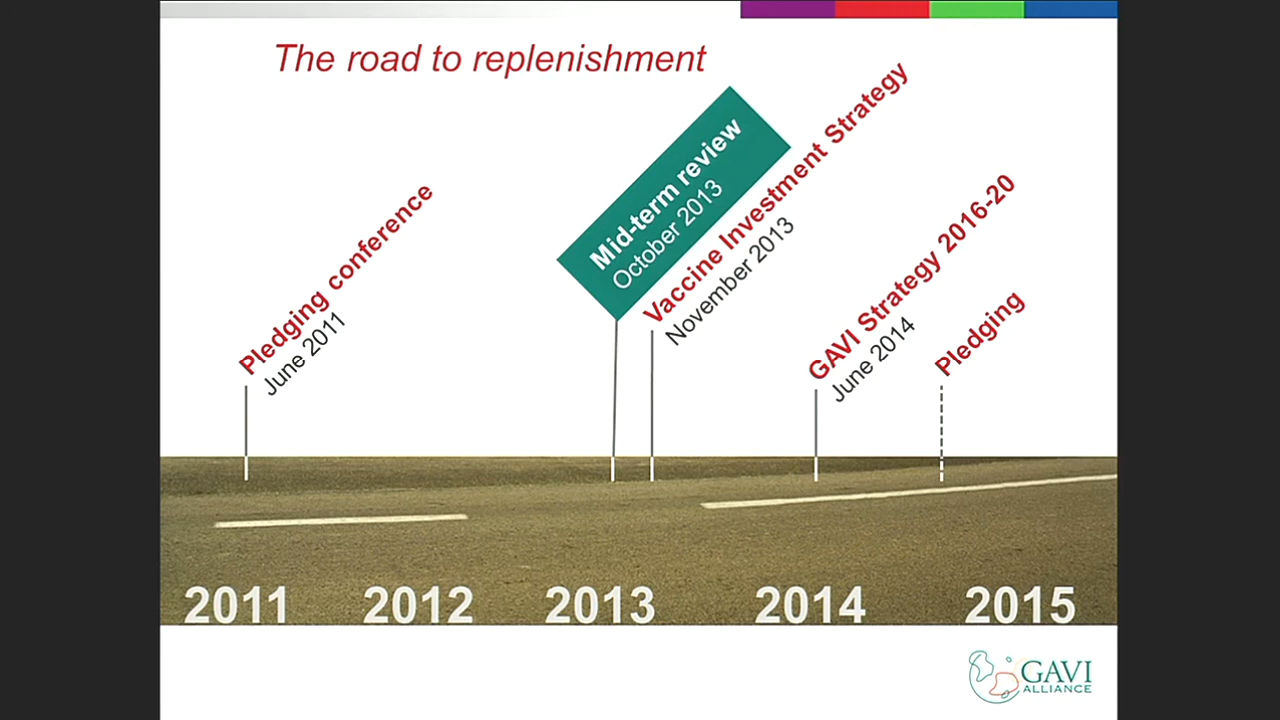 The road to replenishment
Pledging conference
June 2011
Mid-term review
October 2013
Vaccine Investment Strategy
November 2013
GAVI Strategy 2016-20
June 2014
Pledging
2011
2012
2013
2014
2015
GAVI
ALLIANCE